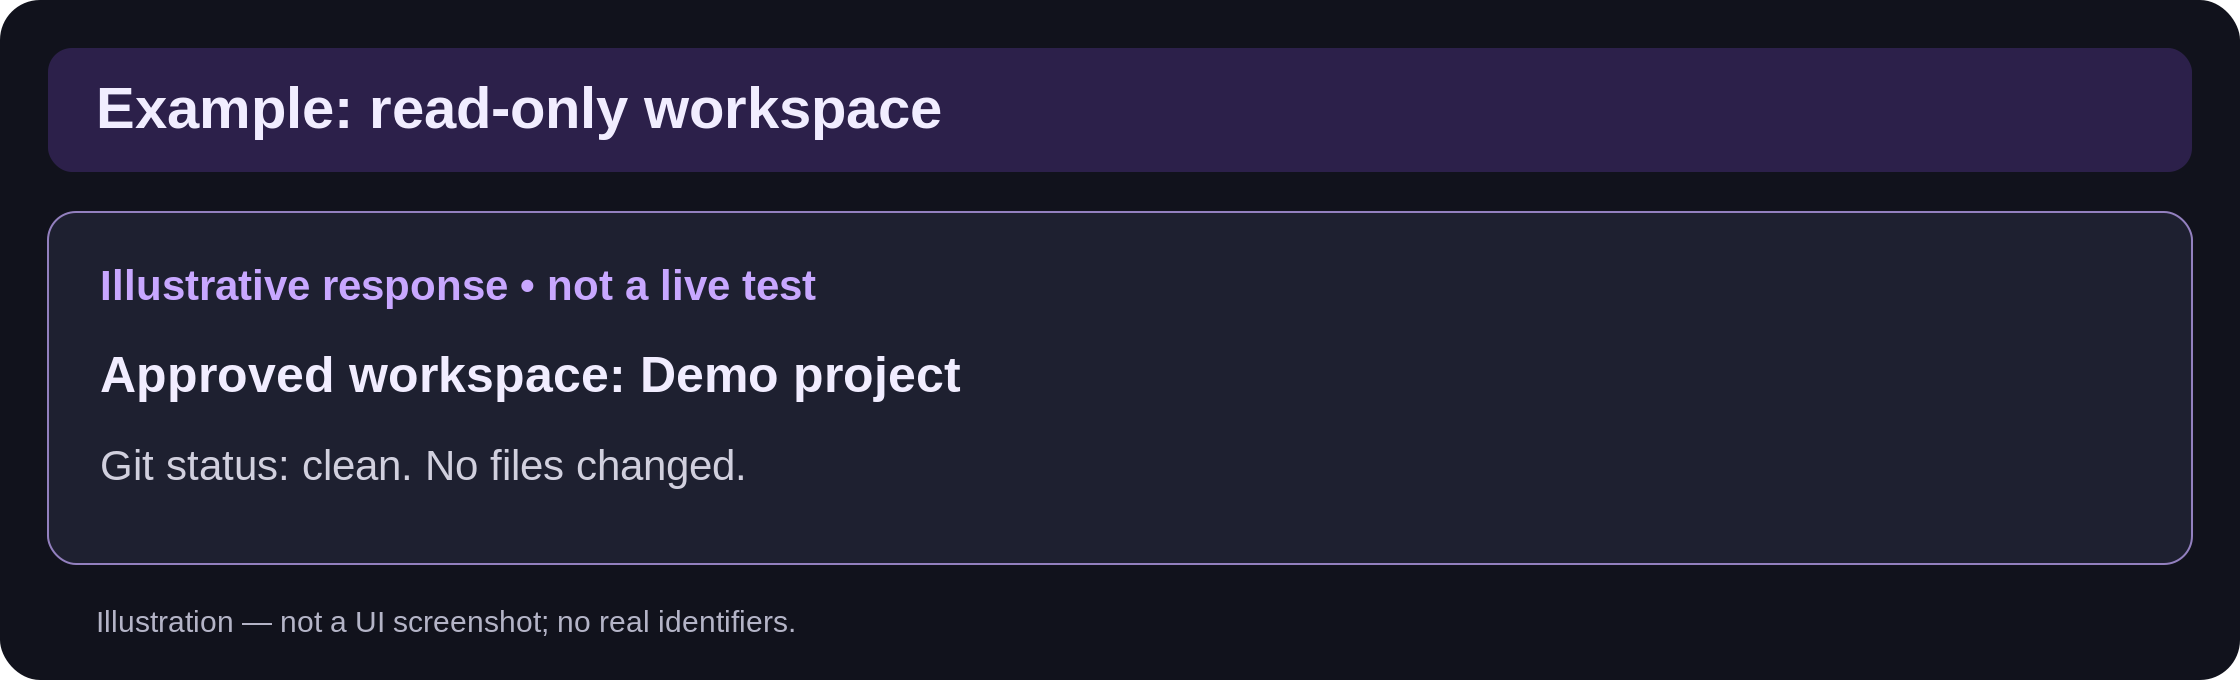 Example: read-only workspace
Illustrative response • not a live test
Approved workspace: Demo project
Git status: clean. No files changed.
Illustration — not a UI screenshot; no real identifiers.